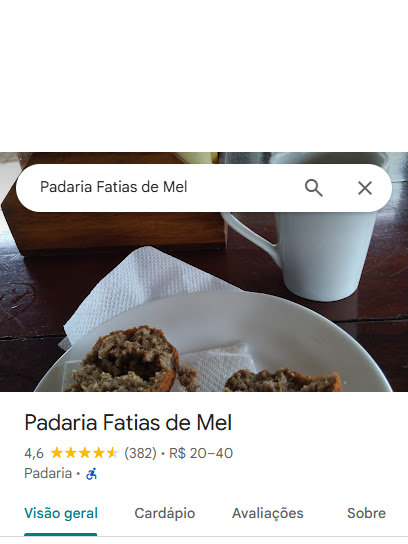 Padaria Fatias de Mel
Padaria Fatias de Mel
4,6 (382) • R$ 20–40
Padaria •
Visão geral Cardápio Avaliações Sobre